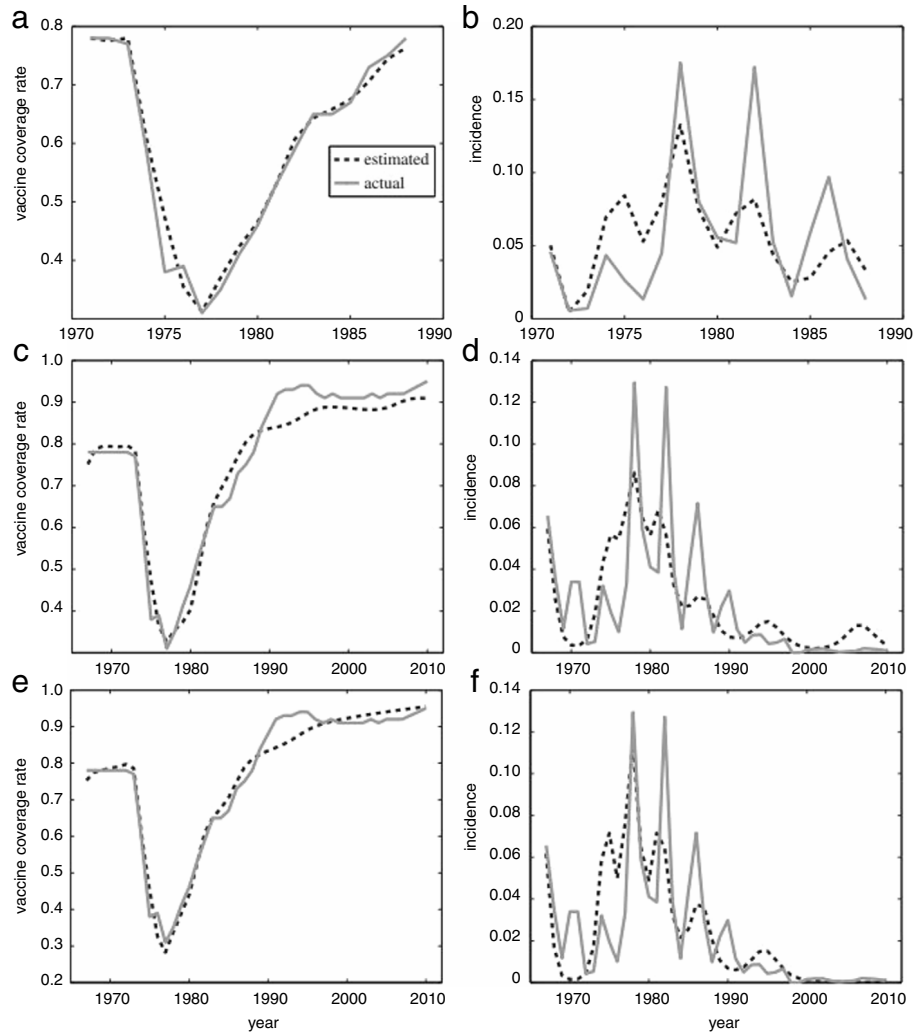 a
0.8
0.7
0.6
0.5
0.4
vaccine coverage rate
estimated
actual
1970 1975 1980 1985 1990
b
0.20
0.15
0.10
0.05
0
incidence
1970 1975 1980 1985 1990
c
1.0
0.9
0.8
0.7
0.6
0.5
0.4
vaccine coverage rate
1970 1980 1990 2000 2010
d
0.14
0.12
0.10
0.08
0.06
0.04
0.02
0
incidence
1970 1980 1990 2000 2010
e
1.0
0.9
0.8
0.7
0.6
0.5
0.4
0.3
0.2
vaccine coverage rate
1970 1980 1990 2000 2010
year
f
0.14
0.12
0.10
0.08
0.06
0.04
0.02
0
incidence
1970 1980 1990 2000 2010
year